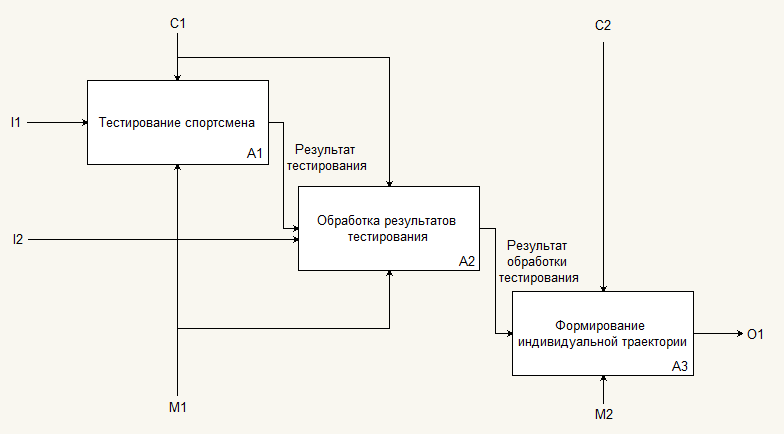 C1
C2
I1
Тестирование спортсмена
A1
Результат
тестирования
I2
Обработка результатов
тестирования
A2
Результат
обработки
тестирования
Формирование
индивидуальной траектории
A3
O1
M1
M2